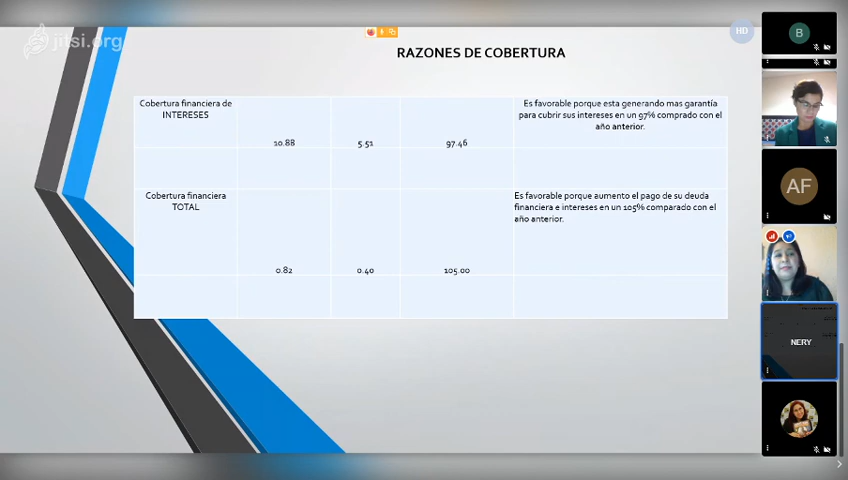 jitsi.org
HD
RAZONES DE COBERTURA
Cobertura financiera de
INTERESES
10.88
5.51
97.46
Es favorable porque esta generando mas garantía
para cubrir sus intereses en un 97% comprado con el
año anterior.
Cobertura financiera
TOTAL
0.82
0.40
105.00
Es favorable porque aumento el pago de su deuda
financiera e intereses en un 105% comparado con el
año anterior.
B
AF
NERY